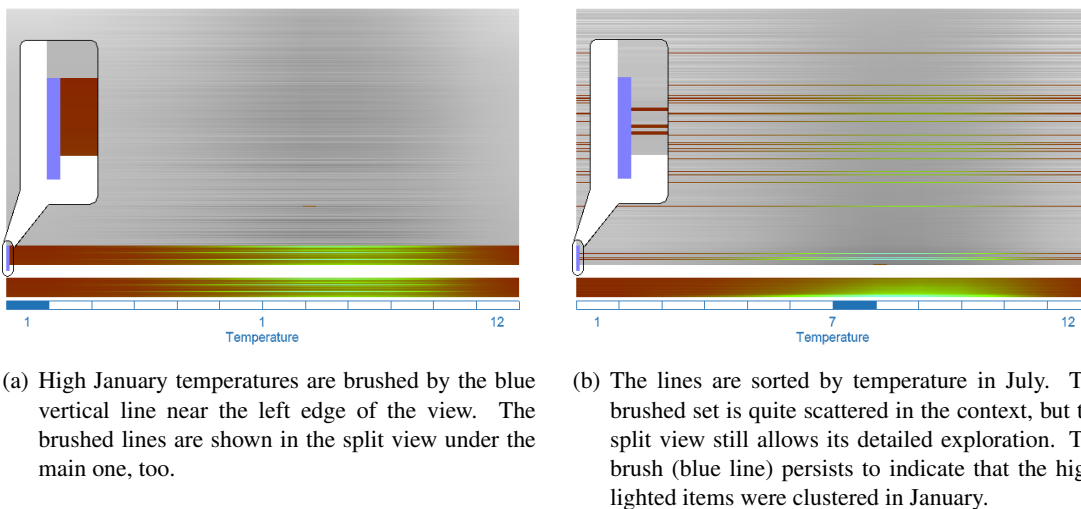 1
1
12
Temperature
1
7
12
Temperature
(a) High January temperatures are brushed by the blue
vertical line near the left edge of the view. The
brushed lines are shown in the split view under the
main one, too.
(b) The lines are sorted by temperature in July.
brushed set is quite scattered in the context, but
split view still allows its detailed exploration.
brush (blue line) persists to indicate that the
lighted items were clustered in January.